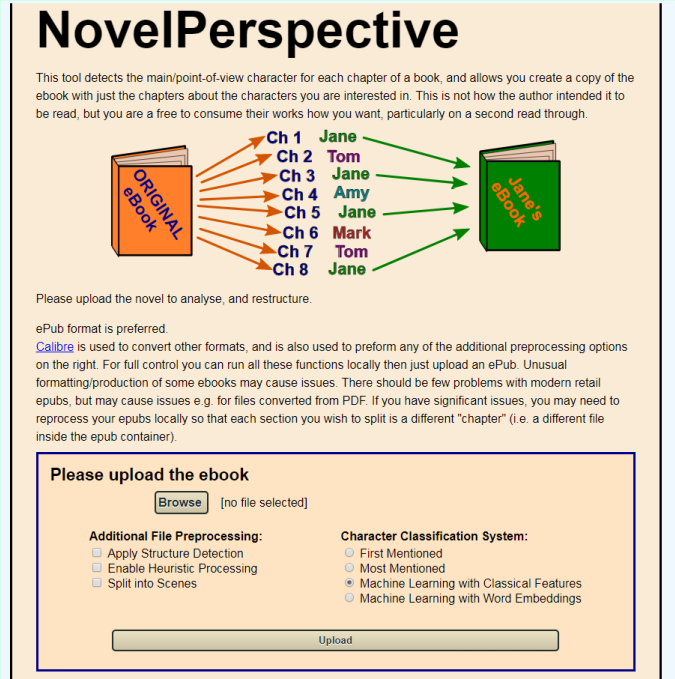 NovelPerspective
This tool detects the main/point-of-view character for each chapter of a book, and allows you create a copy of the
ebook with just the chapters about the characters you are interested in. This is not how the author intended it to
be read, but you are a free to consume their works how you want, particularly on a second read through.
ORIGINAL
eBook
Ch 1 Jane
Ch 2 Tom
Ch 3 Jane
Ch 4 Amy
Ch 5 Jane
Ch 6 Mark
Ch 7 Tom
Ch 8 Jane
Jane's
eBook
Please upload the novel to analyse, and restructure.
ePub format is preferred.
Calibre is used to convert other formats, and is also used to preform any of the additional preprocessing options
on the right. For full control you can run all these functions locally then just upload an ePub. Unusual
formatting/production of some ebooks may cause issues. There should be few problems with modern retail
epubs, but may cause issues e.g. for files converted from PDF. If you have significant issues, you may need to
reprocess your epubs locally so that each section you wish to split is a different "chapter" (i.e. a different file
inside the epub container).
Please upload the ebook
Browse [no file selected]
Additional File Preprocessing:
Apply Structure Detection
Enable Heuristic Processing
Split into Scenes
Character Classification System:
First Mentioned
Most Mentioned
Machine Learning with Classical Features
Machine Learning with Word Embeddings
Upload